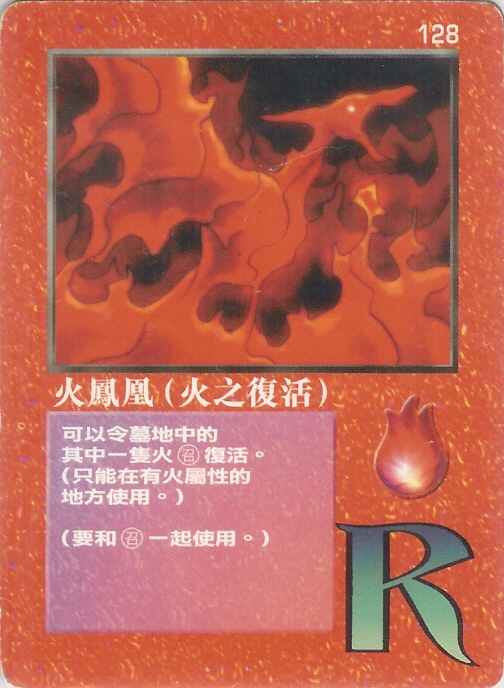 128
火鳳凰(火之復活)
可以令墓地中的
其中一隻火㊁復活。
(只能在有火屬性的
地方使用。)
(要和 召 一起使用。)
R